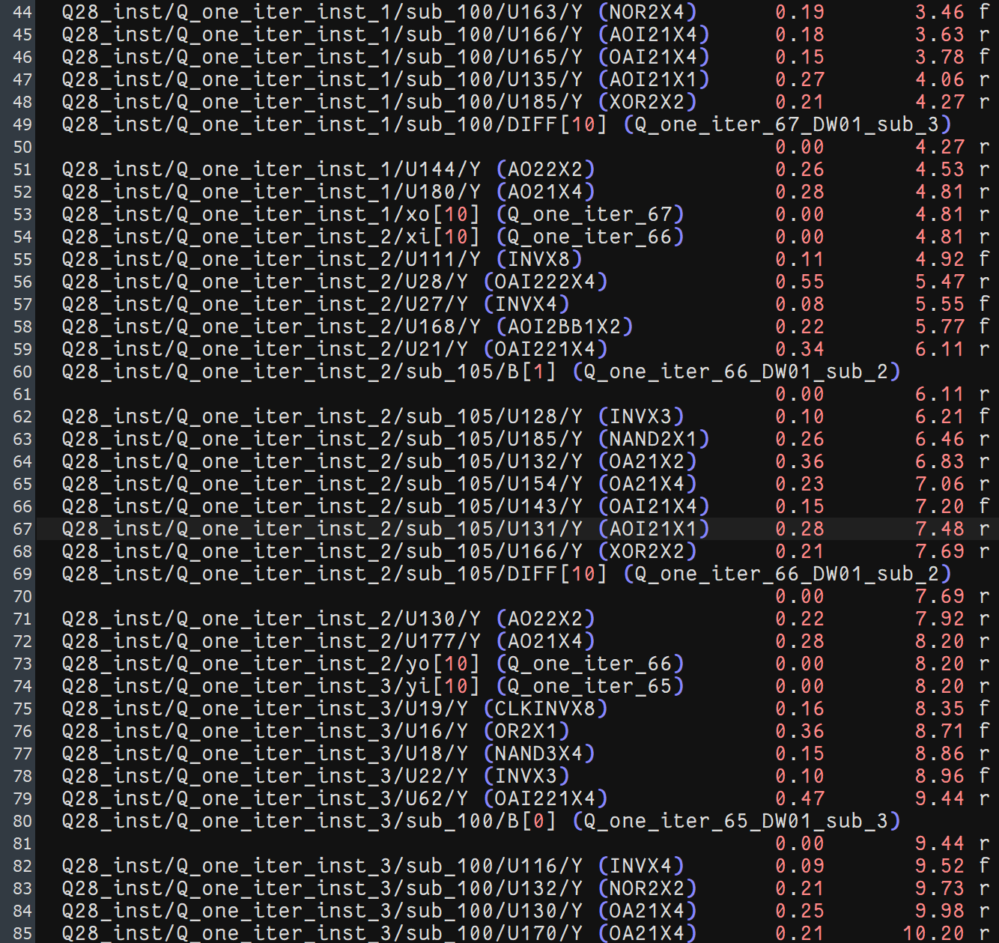 44 Q28_inst/Q_one_iter_inst_1/sub_100/U163/Y (NOR2X4) 0.19 3.46 f
45 Q28_inst/Q_one_iter_inst_1/sub_100/U166/Y (AOI21X4) 0.18 3.63 r
46 Q28_inst/Q_one_iter_inst_1/sub_100/U165/Y (OAI21X4) 0.15 3.78 f
47 Q28_inst/Q_one_iter_inst_1/sub_100/U135/Y (AOI21X1) 0.27 4.06 r
48 Q28_inst/Q_one_iter_inst_1/sub_100/U185/Y (XOR2X2) 0.21 4.27 r
49 Q28_inst/Q_one_iter_inst_1/sub_100/DIFF[10] (Q_one_iter_67_DW01_sub_3)
50 0.00 4.27 r
51 Q28_inst/Q_one_iter_inst_1/U144/Y (AO22X2) 0.26 4.53 r
52 Q28_inst/Q_one_iter_inst_1/U180/Y (AO21X4) 0.28 4.81 r
53 Q28_inst/Q_one_iter_inst_1/xo[10] (Q_one_iter_67) 0.00 4.81 r
54 Q28_inst/Q_one_iter_inst_2/xi[10] (Q_one_iter_66) 0.00 4.81 r
55 Q28_inst/Q_one_iter_inst_2/U111/Y (INVX8) 0.11 4.92 f
56 Q28_inst/Q_one_iter_inst_2/U28/Y (OAI222X4) 0.55 5.47 r
57 Q28_inst/Q_one_iter_inst_2/U27/Y (INVX4) 0.08 5.55 f
58 Q28_inst/Q_one_iter_inst_2/U168/Y (AOI2BB1X2) 0.22 5.77 f
59 Q28_inst/Q_one_iter_inst_2/U21/Y (OAI221X4) 0.34 6.11 r
60 Q28_inst/Q_one_iter_inst_2/sub_105/B[1] (Q_one_iter_66_DW01_sub_2)
61 0.00 6.11 r
62 Q28_inst/Q_one_iter_inst_2/sub_105/U128/Y (INVX3) 0.10 6.21 f
63 Q28_inst/Q_one_iter_inst_2/sub_105/U185/Y (NAND2X1) 0.26 6.46 r
64 Q28_inst/Q_one_iter_inst_2/sub_105/U132/Y (OA21X2) 0.36 6.83 r
65 Q28_inst/Q_one_iter_inst_2/sub_105/U154/Y (OA21X4) 0.23 7.06 r
66 Q28_inst/Q_one_iter_inst_2/sub_105/U143/Y (OAI21X4) 0.15 7.20 f
67 Q28_inst/Q_one_iter_inst_2/sub_105/U131/Y (AOI21X1) 0.28 7.48 r
68 Q28_inst/Q_one_iter_inst_2/sub_105/U166/Y (XOR2X2) 0.21 7.69 r
69 Q28_inst/Q_one_iter_inst_2/sub_105/DIFF[10] (Q_one_iter_66_DW01_sub_2)
70 0.00 7.69 r
71 Q28_inst/Q_one_iter_inst_2/U130/Y (AO22X2) 0.22 7.92 r
72 Q28_inst/Q_one_iter_inst_2/U177/Y (AO21X4) 0.28 8.20 r
73 Q28_inst/Q_one_iter_inst_2/yo[10] (Q_one_iter_66) 0.00 8.20 r
74 Q28_inst/Q_one_iter_inst_3/yi[10] (Q_one_iter_65) 0.00 8.20 r
75 Q28_inst/Q_one_iter_inst_3/U19/Y (CLKINVX8) 0.16 8.35 f
76 Q28_inst/Q_one_iter_inst_3/U16/Y (OR2X1) 0.36 8.71 f
77 Q28_inst/Q_one_iter_inst_3/U18/Y (NAND3X4) 0.15 8.86 r
78 Q28_inst/Q_one_iter_inst_3/U22/Y (INVX3) 0.10 8.96 f
79 Q28_inst/Q_one_iter_inst_3/U62/Y (OAI221X4) 0.47 9.44 r
80 Q28_inst/Q_one_iter_inst_3/sub_100/B[0] (Q_one_iter_65_DW01_sub_3)
81 0.00 9.44 r
82 Q28_inst/Q_one_iter_inst_3/sub_100/U116/Y (INVX4) 0.09 9.52 f
83 Q28_inst/Q_one_iter_inst_3/sub_100/U132/Y (NOR2X2) 0.21 9.73 r
84 Q28_inst/Q_one_iter_inst_3/sub_100/U130/Y (OA21X4) 0.25 9.98 r
85 Q28_inst/Q_one_iter_inst_3/sub_100/U170/Y (OA21X4) 0.21 10.20 r